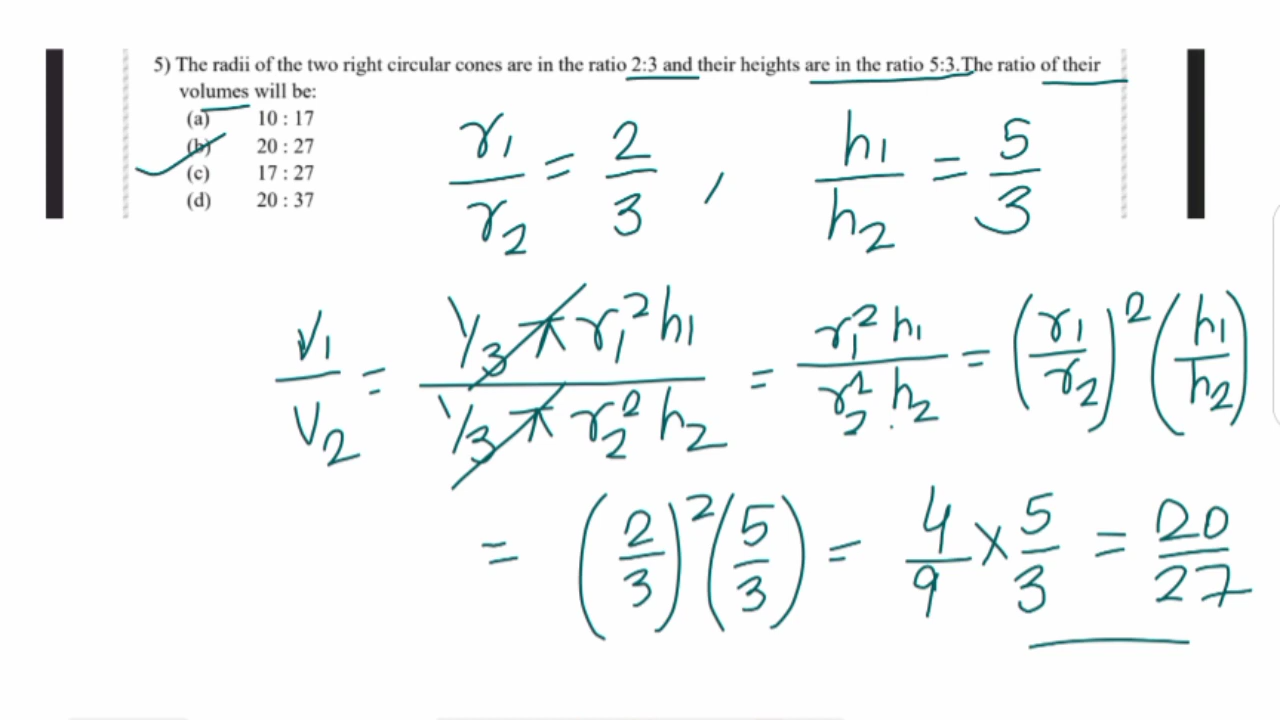 5) The radii of the two right circular cones are in the ratio 2:3 and their heights are in the ratio 5:3.The ratio of their
volumes will be:
(a) 10 : 17
(b) 20 : 27
(c) 17 : 27
(d) 20 : 37
r₁/r₂ = 2/3 , h₁/h₂ = 5/3
V₁/V₂ = (1/3 π r₁² h₁)/(1/3 π r₂² h₂) = (r₁² h₁)/(r₂² h₂) = (r₁/r₂)² (h₁/h₂)
= (2/3)² (5/3) = 4/9 × 5/3 = 20/27